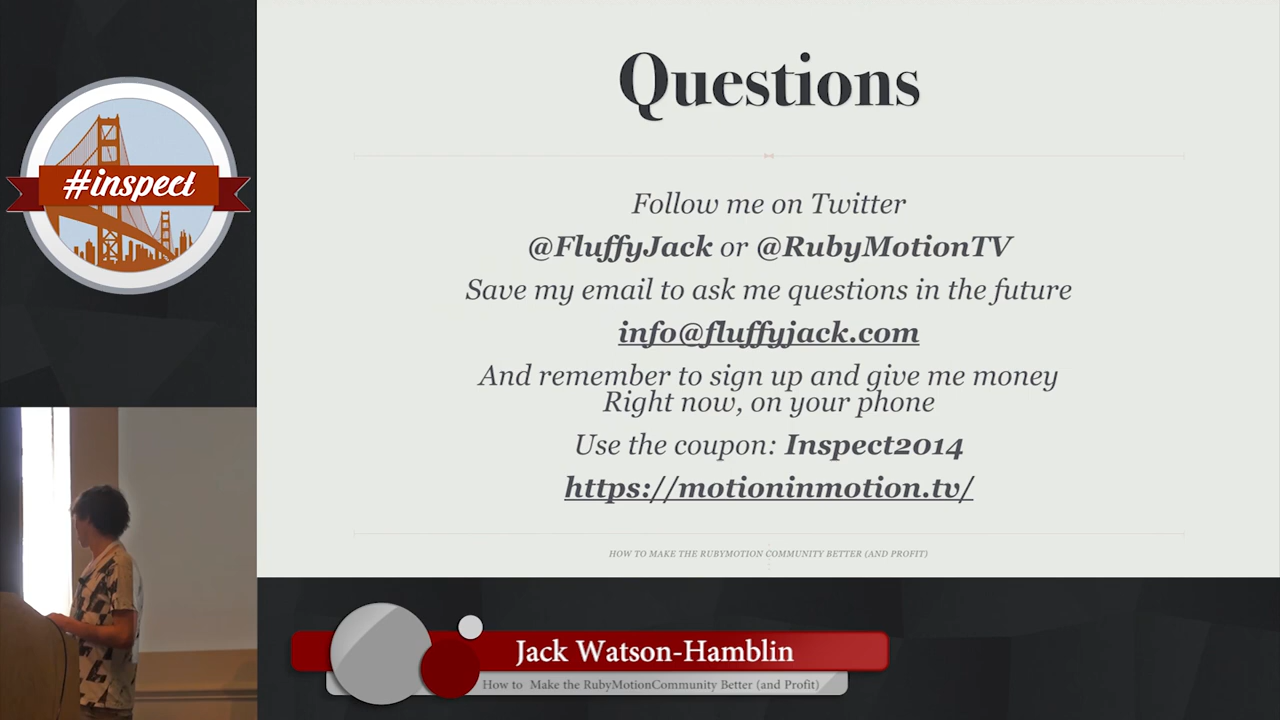 #inspect
Questions
Follow me on Twitter
@FluffyJack or @RubyMotionTV
Save my email to ask me questions in the future
info@fluffyjack.com
And remember to sign up and give me money
Right now, on your phone
Use the coupon: Inspect2014
https://motioninmotion.tv/
HOW TO MAKE THE RUBYMOTION COMMUNITY BETTER (AND PROFIT)
Jack Watson-Hamblin
How to Make the RubyMotionCommunity Better (and Profit)